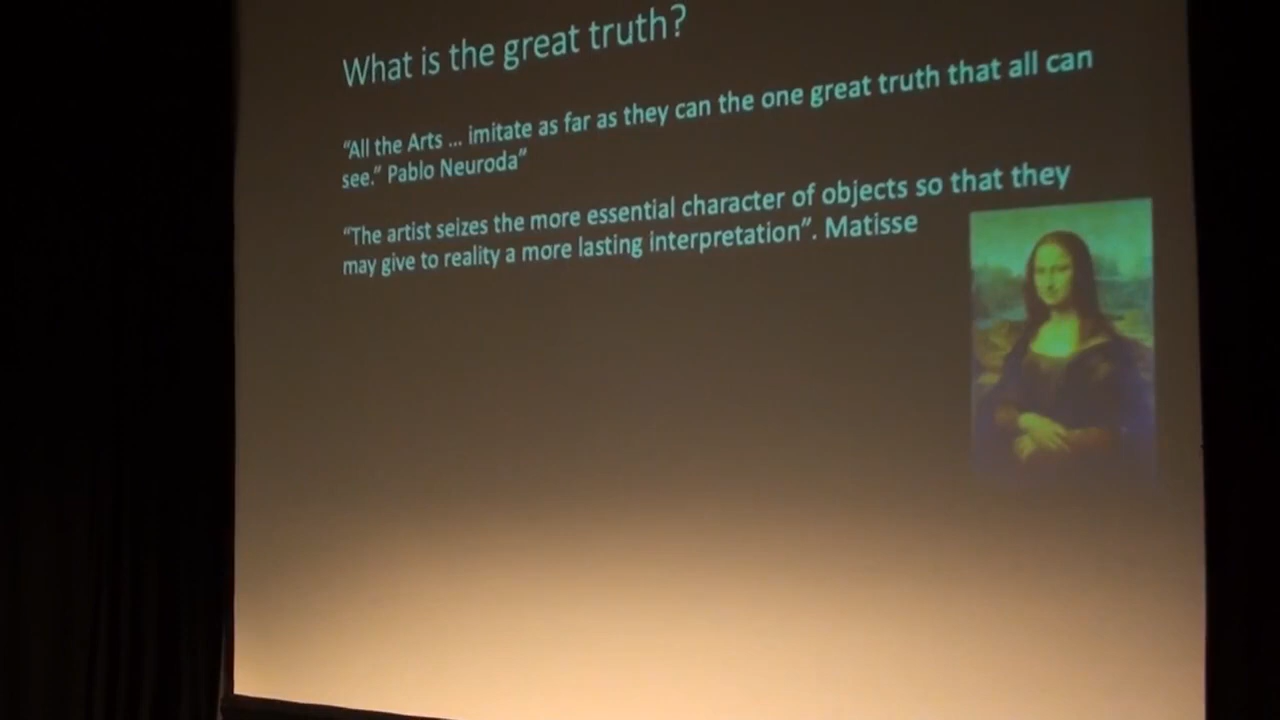 What is the great truth?
“All the Arts ... imitate as far as they can the one great truth that all can
see.” Pablo Neuroda”
“The artist seizes the more essential character of objects so that they
may give to reality a more lasting interpretation”. Matisse